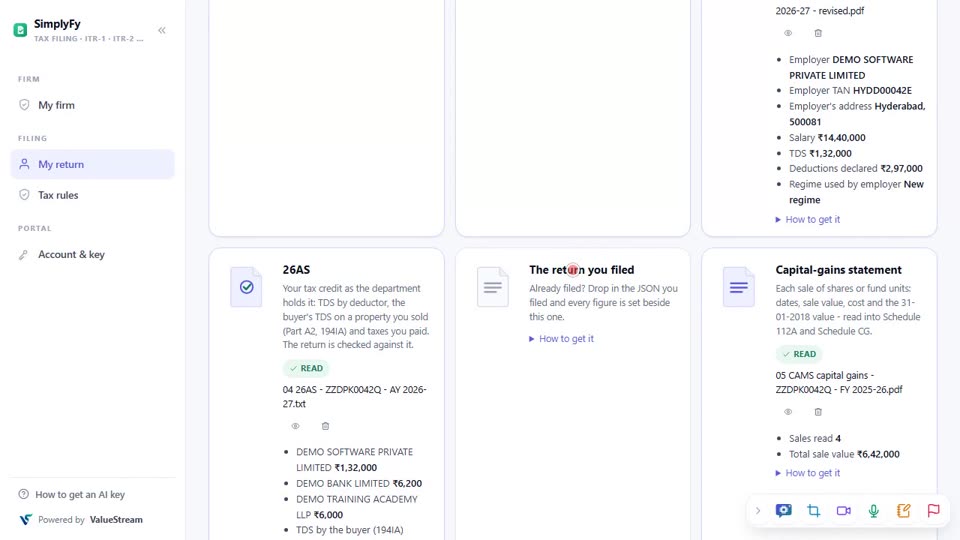 SimplyFy
TAX FILING · ITR-1 · ITR-2 ...
FIRM
My firm
FILING
My return
Tax rules
PORTAL
Account & key
How to get an AI key
Powered by ValueStream
2026-27 - revised.pdf
Employer DEMO SOFTWARE
PRIVATE LIMITED
Employer TAN HYDD00042E
Employer's address Hyderabad,
500081
Salary ₹14,40,000
TDS ₹1,32,000
Deductions declared ₹2,97,000
Regime used by employer New
regime
How to get it
26AS
Your tax credit as the department
holds it: TDS by deductor, the
buyer's TDS on a property you sold
(Part A2, 194IA) and taxes you paid.
The return is checked against it.
READ
04 26AS - ZZDPK0042Q - AY 2026-
27.txt
DEMO SOFTWARE PRIVATE
LIMITED ₹1,32,000
DEMO BANK LIMITED ₹6,200
DEMO TRAINING ACADEMY
LLP ₹6,000
TDS by the buyer (194IA)
The return you filed
Already filed? Drop in the JSON you
filed and every figure is set beside
this one.
How to get it
Capital-gains statement
Each sale of shares or fund units:
dates, sale value, cost and the 31-
01-2018 value - read into Schedule
112A and Schedule CG.
READ
05 CAMS capital gains -
ZZDPK0042Q - FY 2025-26.pdf
Sales read 4
Total sale value ₹6,42,000
How to get it